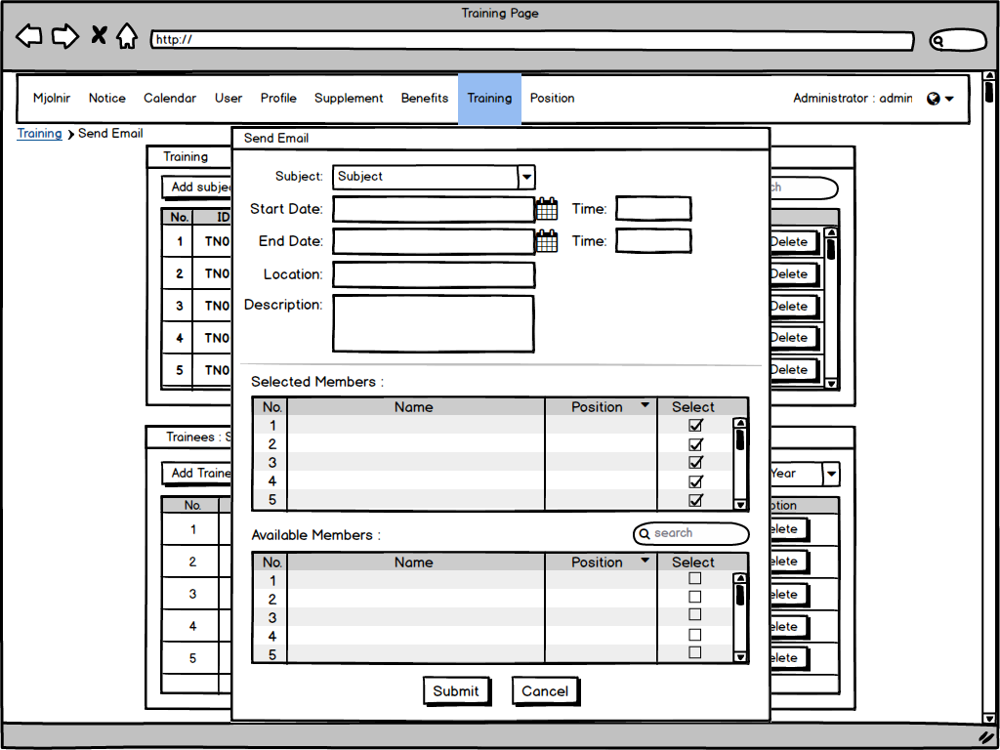 Training Page
http://
Mjolnir Notice Calendar User Profile Supplement Benefits Training Position Administrator : admin
Training Send Email
Training
Add subje
ch
No. ID
1 TN0 Delete
2 TN0 Delete
3 TN0 Delete
4 TN0 Delete
5 TN0 Delete
Trainees : S
Add Traine
Year
No. ption
1 elete
2 elete
3 elete
4 elete
5 elete
Send Email
Subject: Subject
Start Date: Time:
End Date: Time:
Location:
Description:
Selected Members :
No. Name Position Select
1
2
3
4
5
Available Members : search
No. Name Position Select
1
2
3
4
5
Submit Cancel